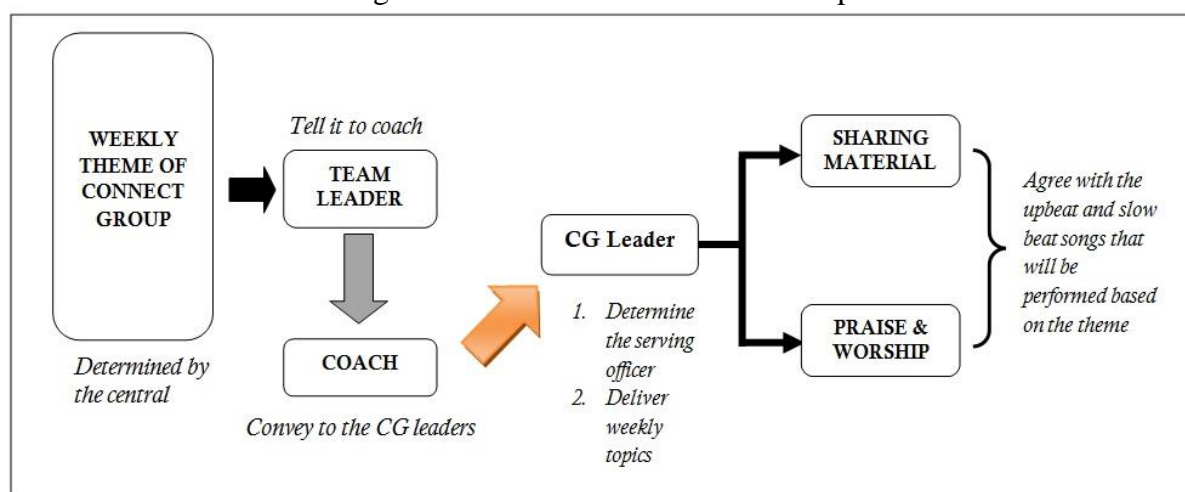 WEEKLY
THEME OF
CONNECT
GROUP
Determined by
the central
Tell it to coach
TEAM
LEADER
COACH
Convey to the CG leaders
CG Leader
1. Determine
the serving
officer
2. Deliver
weekly
topics
SHARING
MATERIAL
PRAISE &
WORSHIP
Agree with the
upbeat and slow
beat songs that
will be
performed based
on the theme